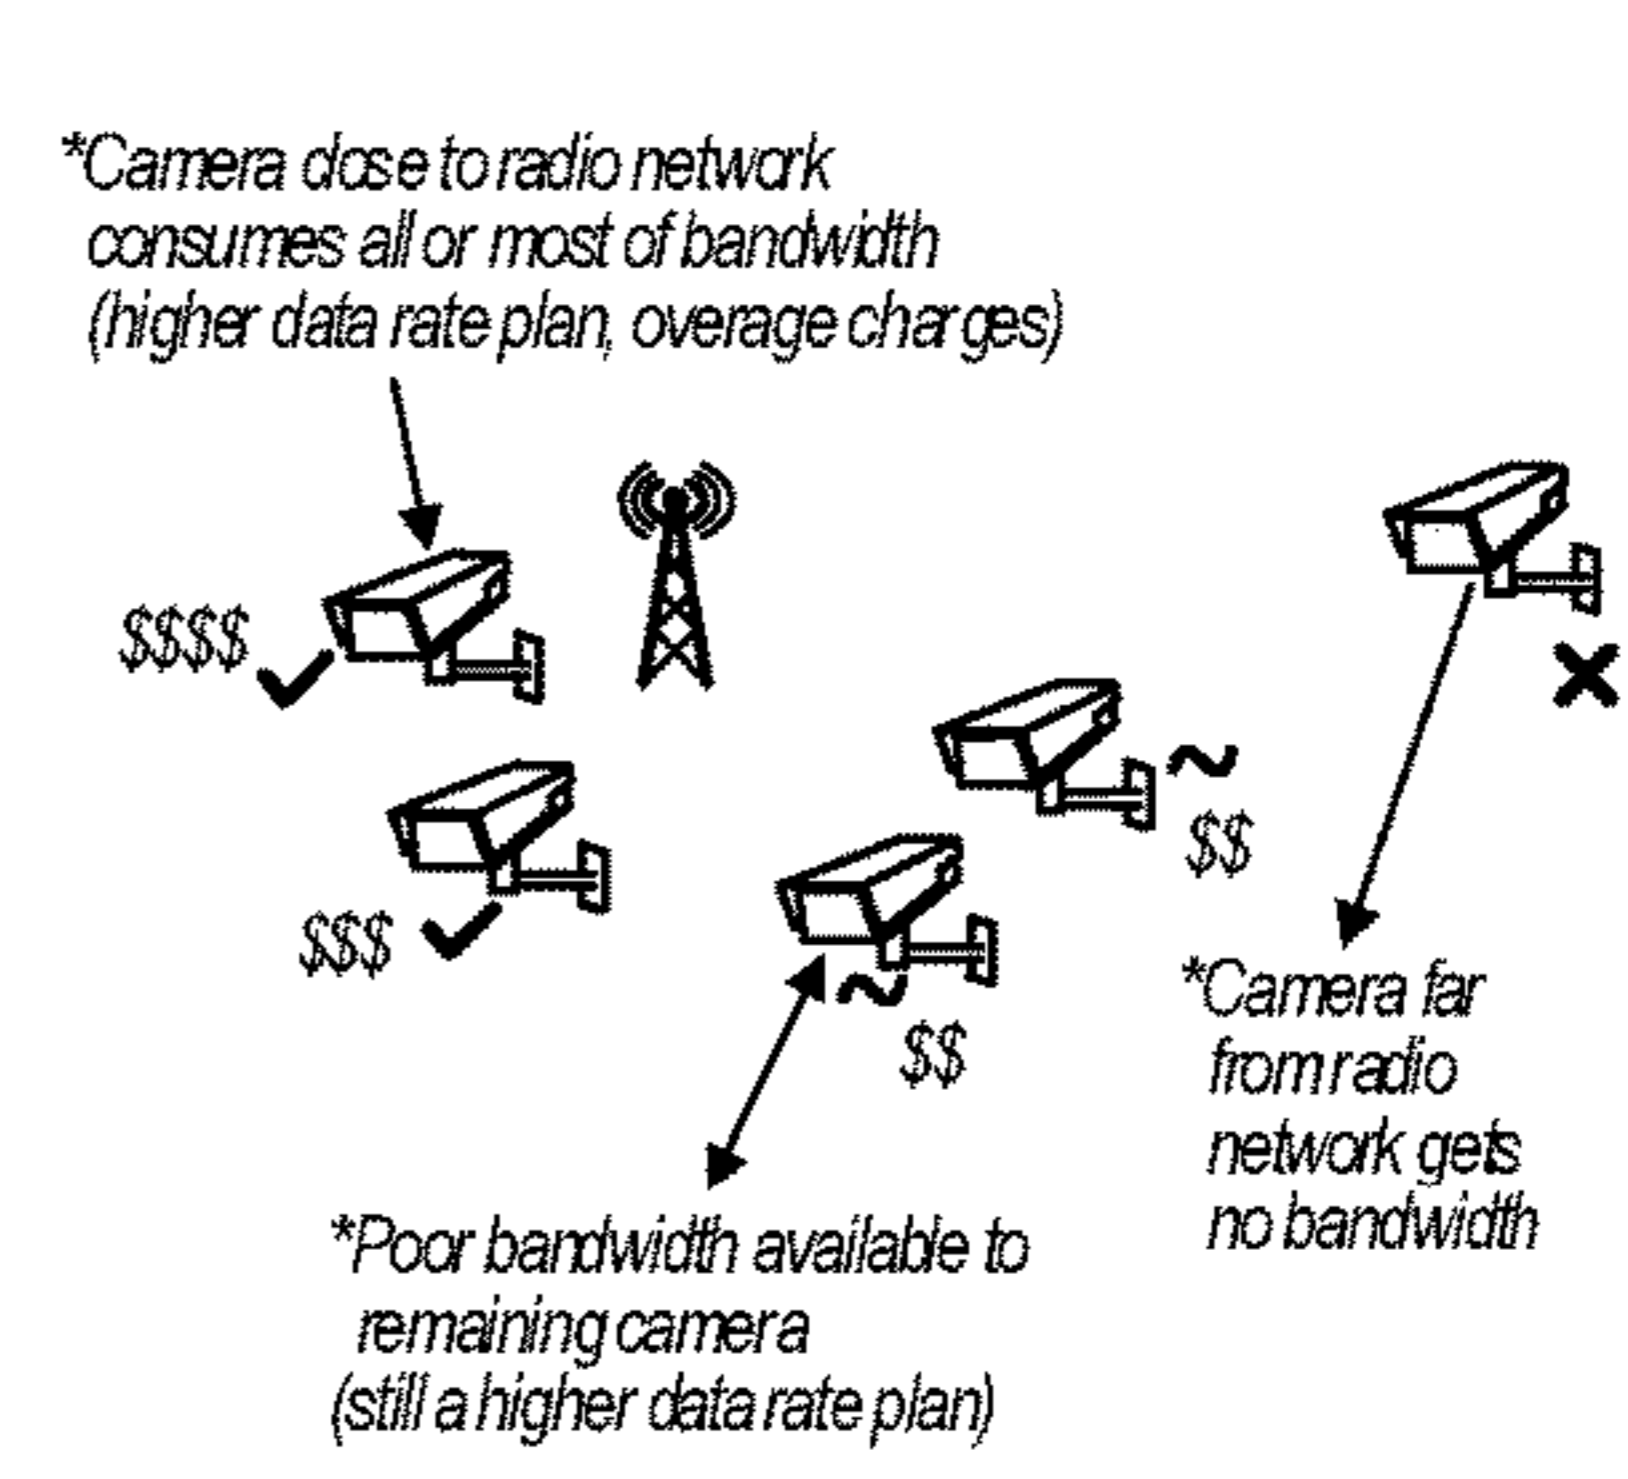 *Camera close to radio network
consumes all or most of bandwidth
(higher data rate plan, overage charges)
$$$$
$$
$$$
*Camera far
from radio
network gets
no bandwidth
$$
*Poor bandwidth available to
remaining camera
(still a higher data rate plan)